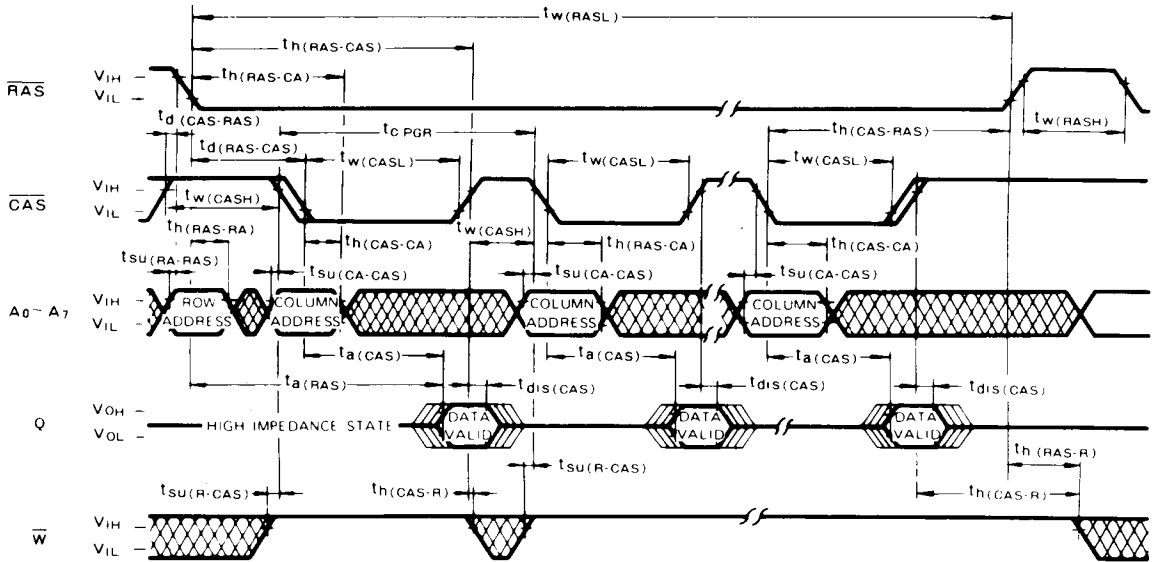 tw(RASL)
th(RAS-CAS)
th(RAS-CA)
RAS
VIH
VIL
td(CAS-RAS)
tc PGR
th(CAS-RAS)
tw(RASH)
td(RAS-CAS)
tw(CASL)
tw(CASL)
tw(CASL)
CAS
VIH
VIL
tw(CASH)
th(RAS-RA)
tw(CASH)
th(CAS-CA)
th(RAS-CA)
th(CAS-CA)
tsu(RA-RAS)
tsu(CA-CAS)
tsu(CA-CAS)
tsu(CA-CAS)
A0~A7
VIH
VIL
ROW ADDRESS
COLUMN ADDRESS
COLUMN ADDRESS
COLUMN ADDRESS
ta(CAS)
ta(CAS)
ta(CAS)
ta(RAS)
tDIS(CAS)
tDIS(CAS)
tDIS(CAS)
Q
VOH
VOL
HIGH IMPEDANCE STATE
DATA VALID
DATA VALID
DATA VALID
tsu(R-CAS)
th(RAS-R)
tsu(R-CAS)
th(CAS-R)
th(CAS-R)
W
VIH
VIL